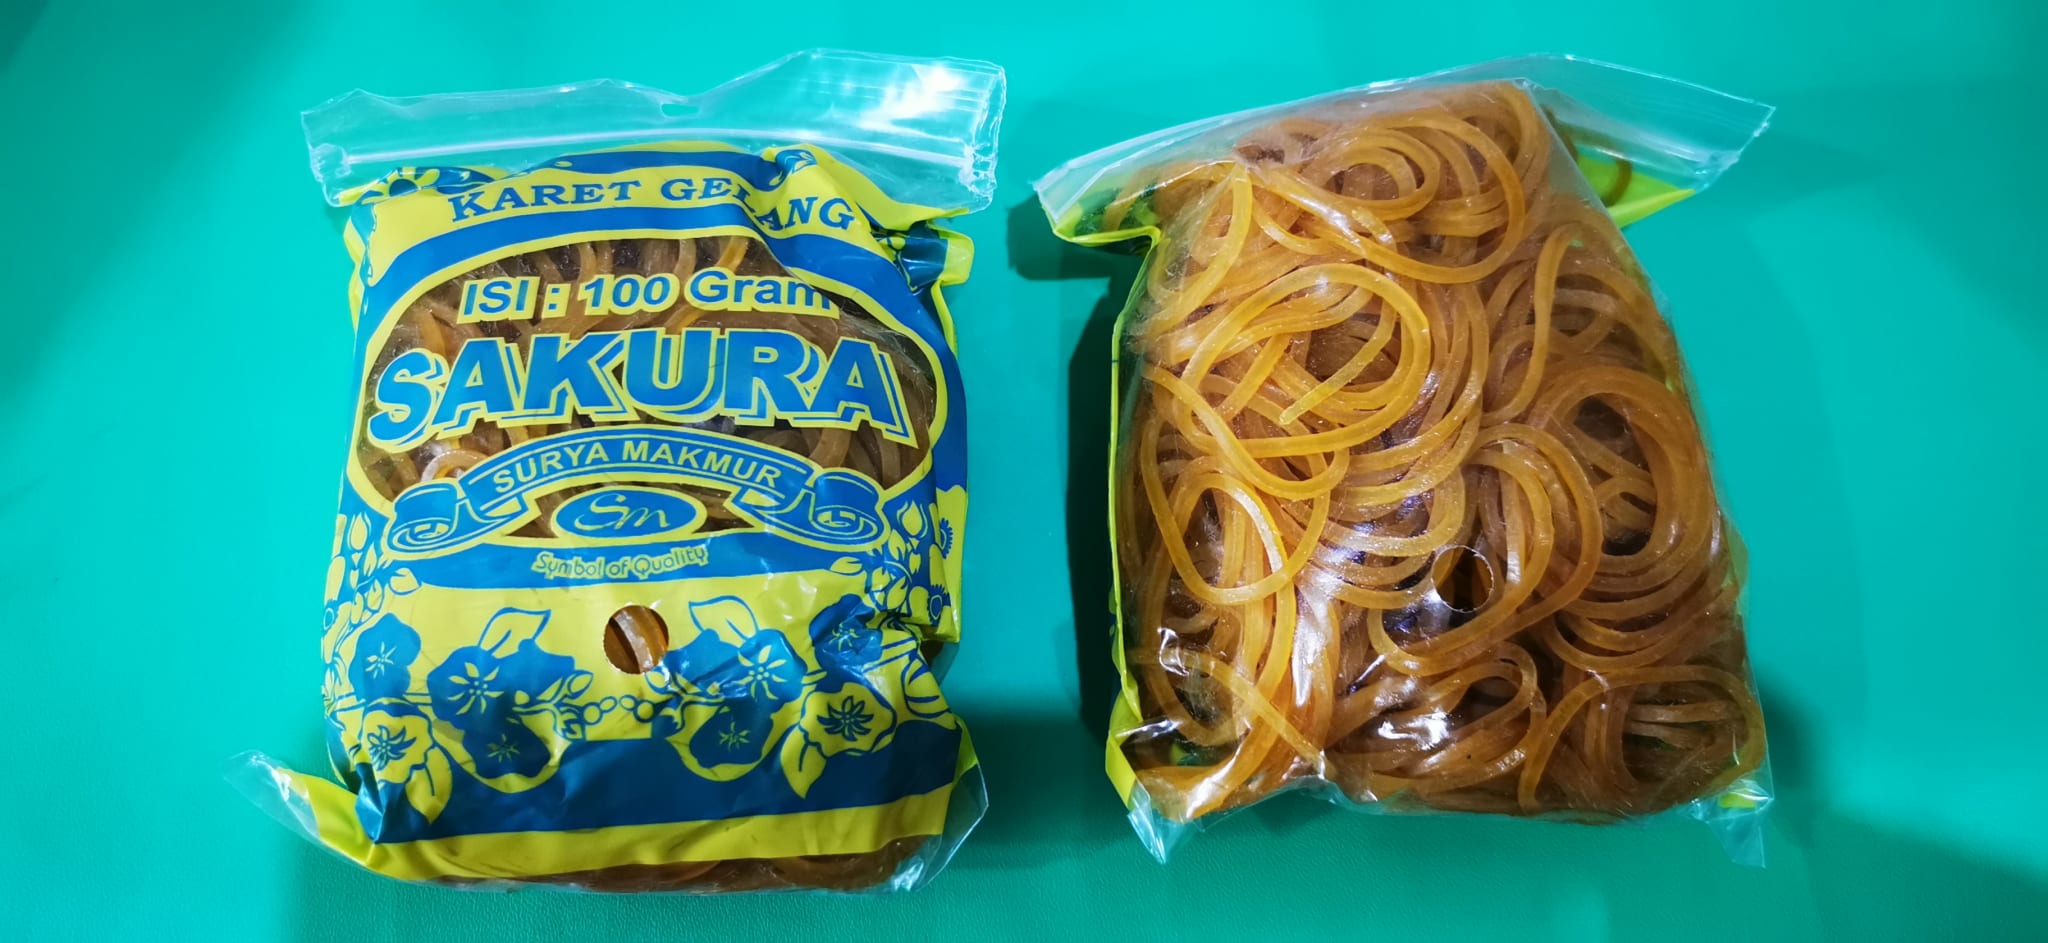 KARET GELANG
ISI : 100 Gram
SAKURA
SURYA MAKMUR
Sm
Symbol of Quality